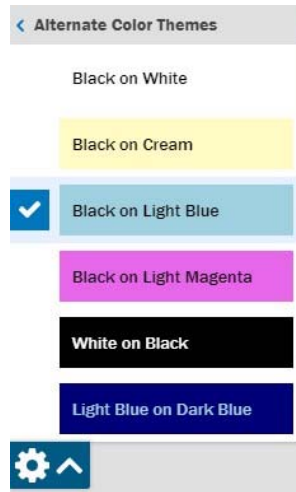 Alternate Color Themes
Black on White
Black on Cream
Black on Light Blue
Black on Light Magenta
White on Black
Light Blue on Dark Blue